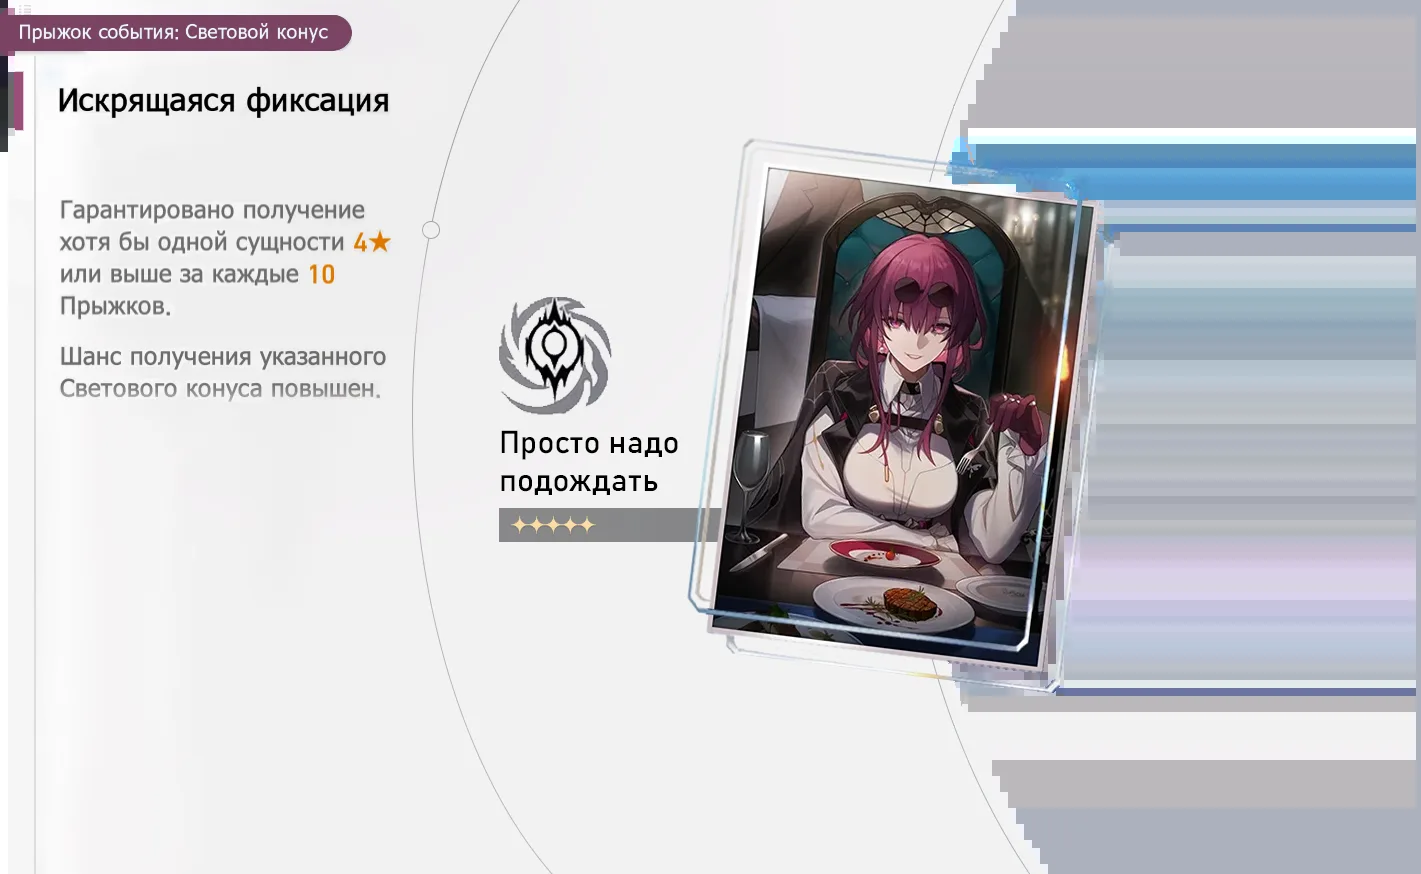 Прыжок события: Световой конус
Искрящаяся фиксация
Гарантировано получение
хотя бы одной сущности 4★
или выше за каждые 10
Прыжков.
Шанс получения указанного
Светового конуса повышен.
Просто надо
подождать